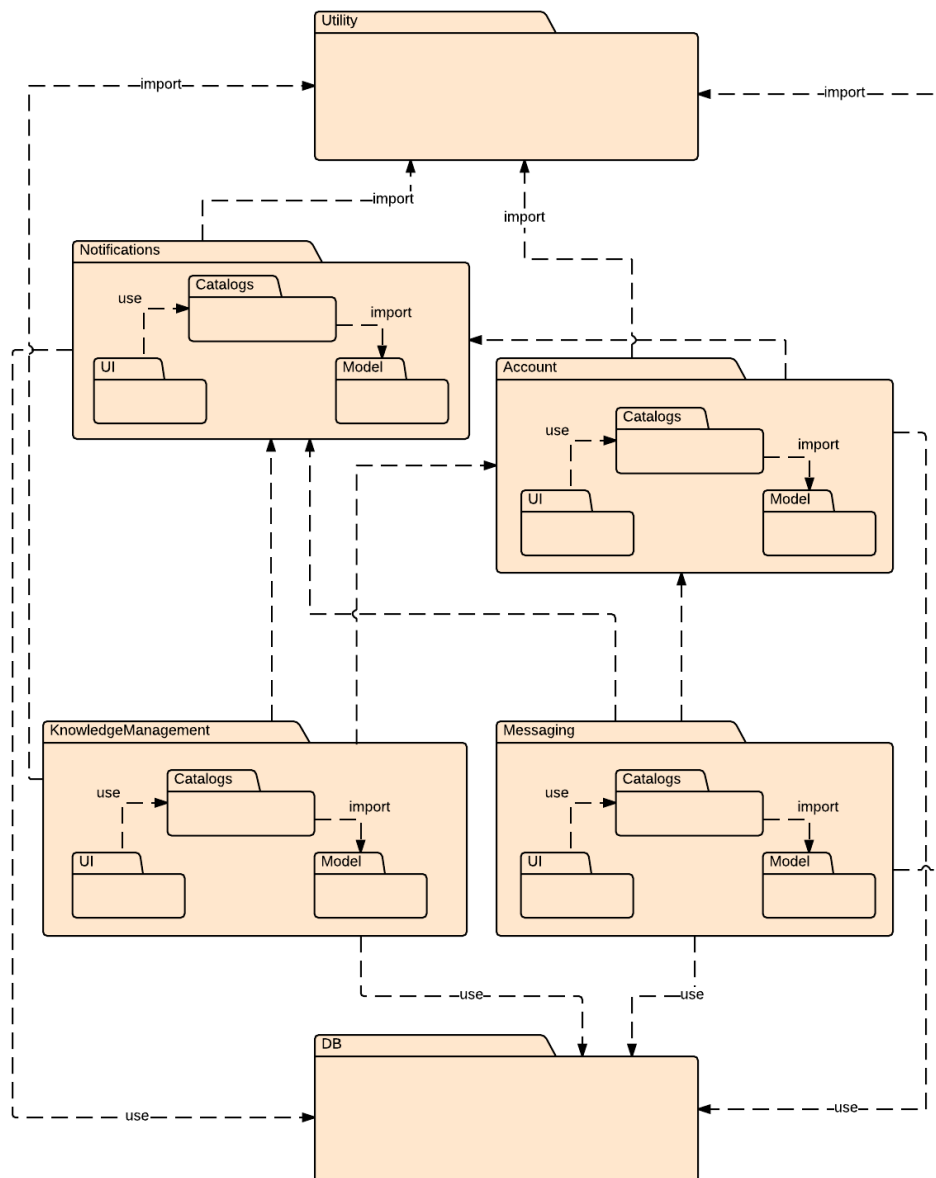 Utility
import
import
import
import
Notifications
Catalogs
use
import
UI
Model
Account
Catalogs
use
import
UI
Model
KnowledgeManagement
Catalogs
use
import
UI
Model
Messaging
Catalogs
use
import
UI
Model
use
use
DB
use
use